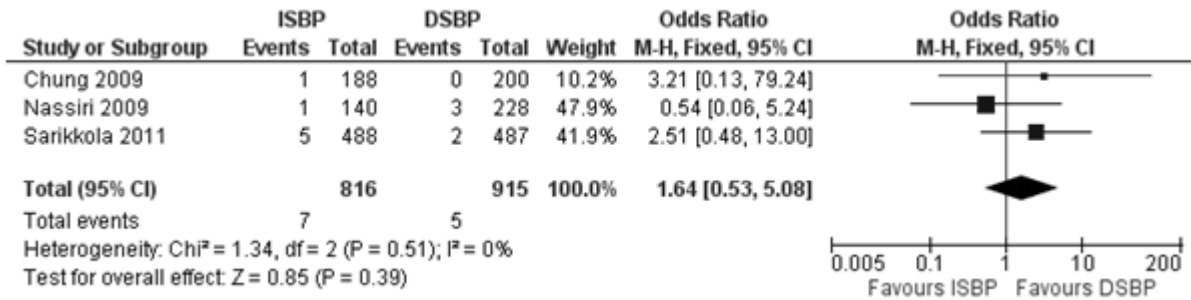 ISBP DSBP Odds Ratio Odds Ratio
Study or Subgroup Events Total Events Total Weight M-H, Fixed, 95% CI M-H, Fixed, 95% CI
Chung 2009 1 188 0 200 10.2% 3.21 [0.13, 79.24]
Nassiri 2009 1 140 3 228 47.9% 0.54 [0.06, 5.24]
Sarikkola 2011 5 488 2 487 41.9% 2.51 [0.48, 13.00]
Total (95% CI) 816 915 100.0% 1.64 [0.53, 5.08]
Total events 7 5
Heterogeneity: Chi² = 1.34, df = 2 (P = 0.51); I² = 0%
Test for overall effect: Z = 0.85 (P = 0.39)
0.005 0.1 1 10 200
Favours ISBP Favours DSBP